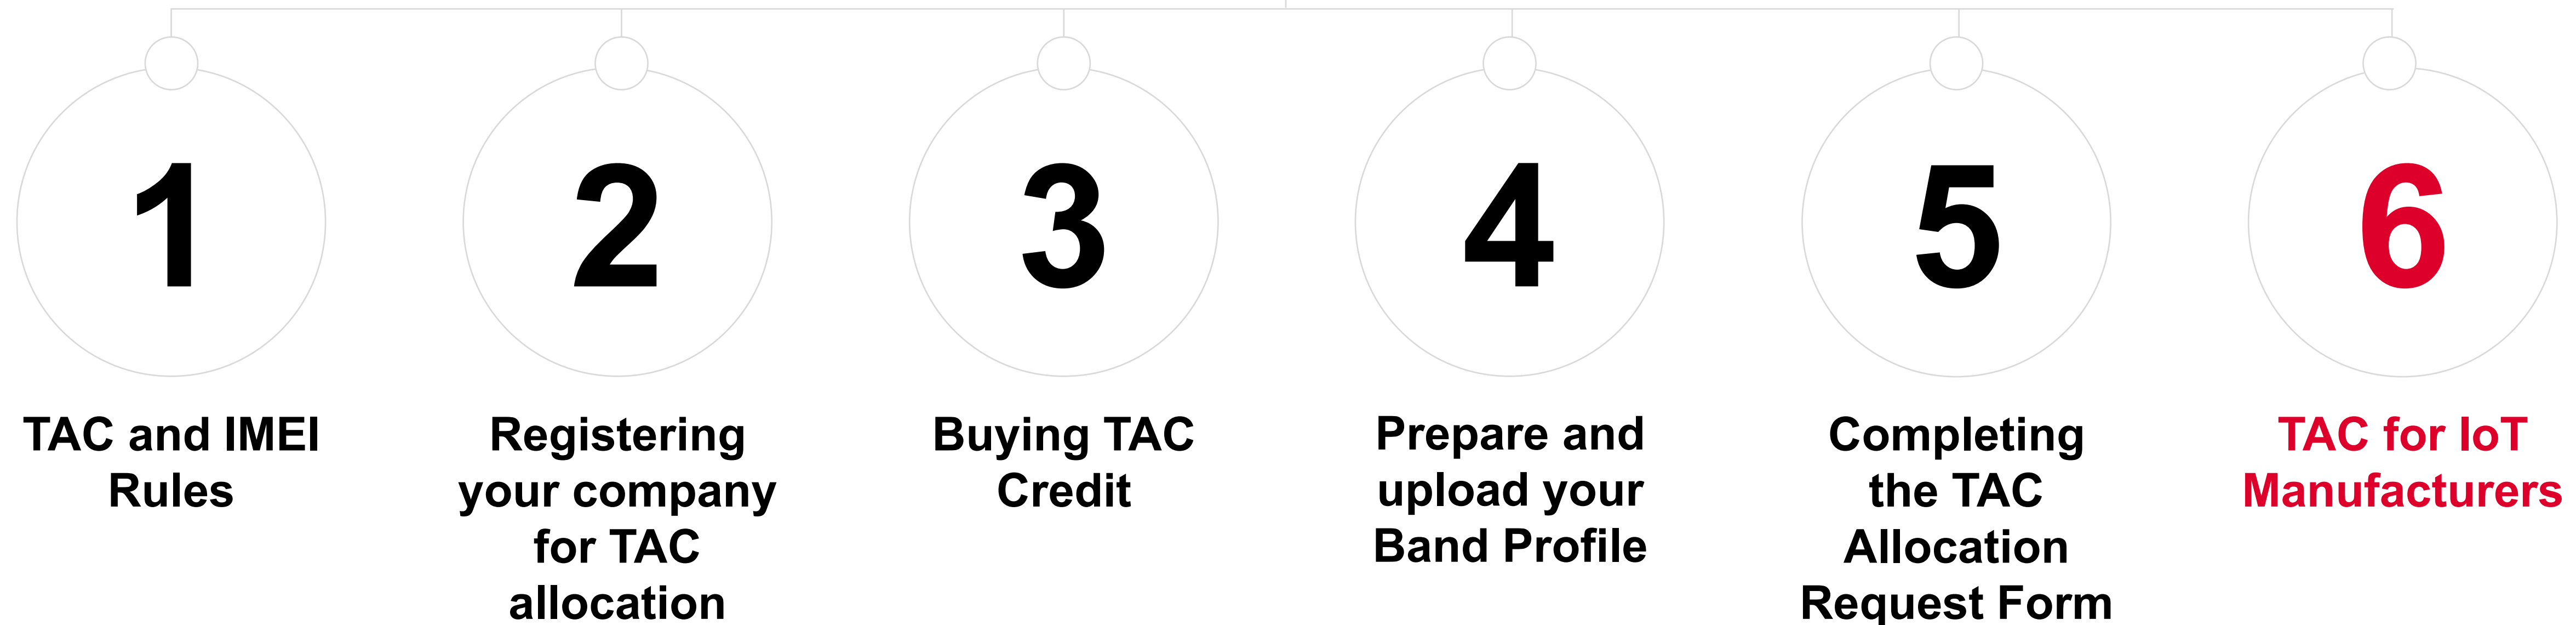 1
TAC and IMEI
Rules
2
Registering
your company
for TAC
allocation
3
Buying TAC
Credit
4
Prepare and
upload your
Band Profile
5
Completing
the TAC
Allocation
Request Form
6
TAC for IoT
Manufacturers